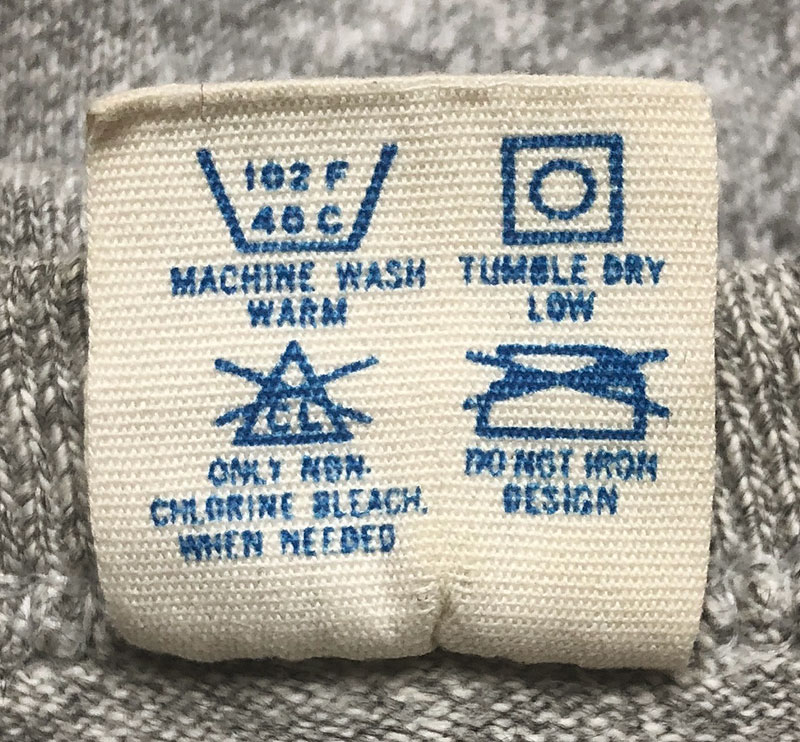 102 F
40 C
MACHINE WASH
WARM
TUMBLE DRY
LOW
CL
ONLY NON-
CHLORINE BLEACH,
WHEN NEEDED
DO NOT IRON
DESIGN